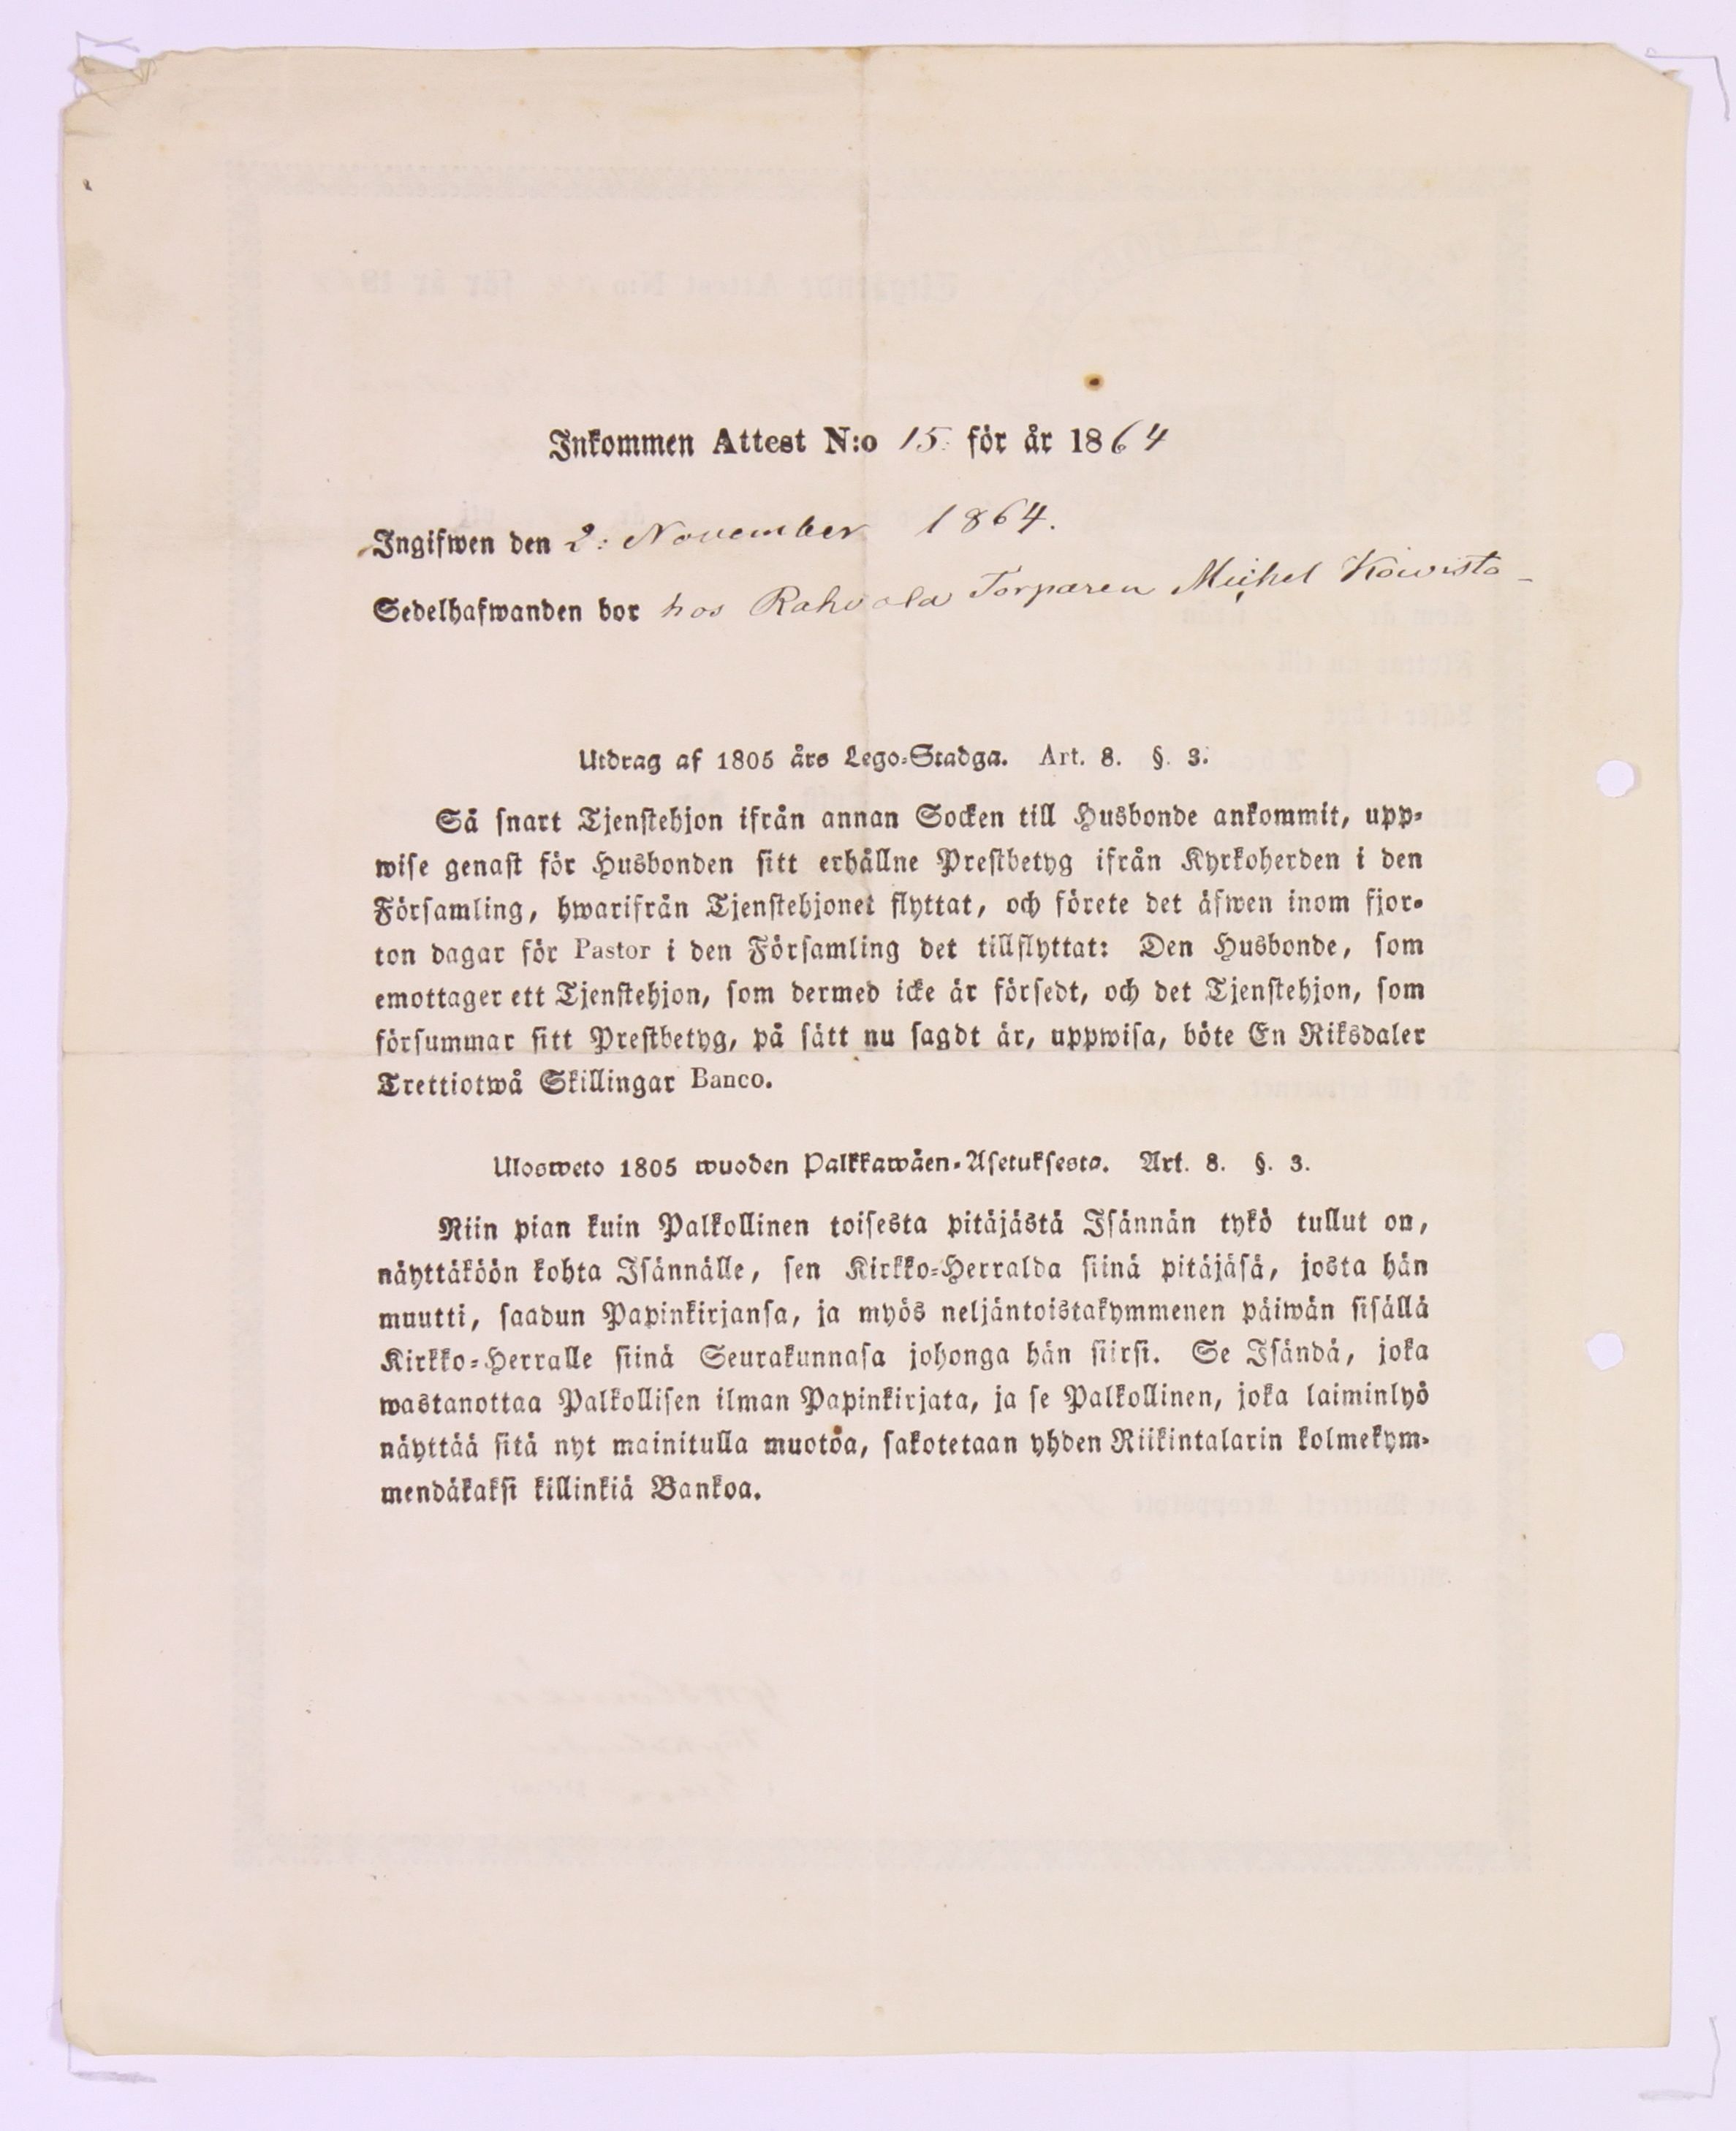 Inkommen Attest N:o 15. för år 1864
Ingifwen den 2: November 1864.
Sedelhafwanden bor hos Rahvola Torparen Michel Koivisto
Utdrag af 1805 års Lego-Stadga. Art. 8. §. 3.
Så snart Tjenstehjon ifrån annan Socken till Husbonde ankommit, upp-
wise genast för Husbonden sitt erhållne Prestbetyg ifrån Kyrkoherden i den
Församling, hwarifrån Tjenstehjonet flyttat, och förete det äfwen inom fjor-
ton dagar för Pastor i den Församling det tillflyttat: Den Husbonde, som
emottager ett Tjenstehjon, som dermed icke är försedt, och det Tjenstehjon, som
försummar sitt Prestbetyg, på sätt nu sagdt är, uppwisa, böte En Riksdaler
Trettiotwå Skillingar Banco.
Ulosweto 1805 wuoden Palkkawäen-Asetuksesta. Art. 8. §. 3.
Niin pian kuin Palkollinen toisesta pitäjästä Isännän tykö tullut on,
näyttäköön kohta Isännälle, sen Kirkko-Herralda siinä pitäjäsä, josta hän
muutti, saadun Papinkirjansa, ja myös neljäntoistakymmenen päiwän sisällä
Kirkko-Herralle siinä Seurakunnasa johonga hän siirsi. Se Isändä, joka
wastanottaa Palkollisen ilman Papinkirjata, ja se Palkollinen, joka laiminlyö
näyttää sitä nyt mainitulla muotoa, sakotetaan yhden Riikintalarin kolmekym-
mendäkaksi killinkiä Bankoa.